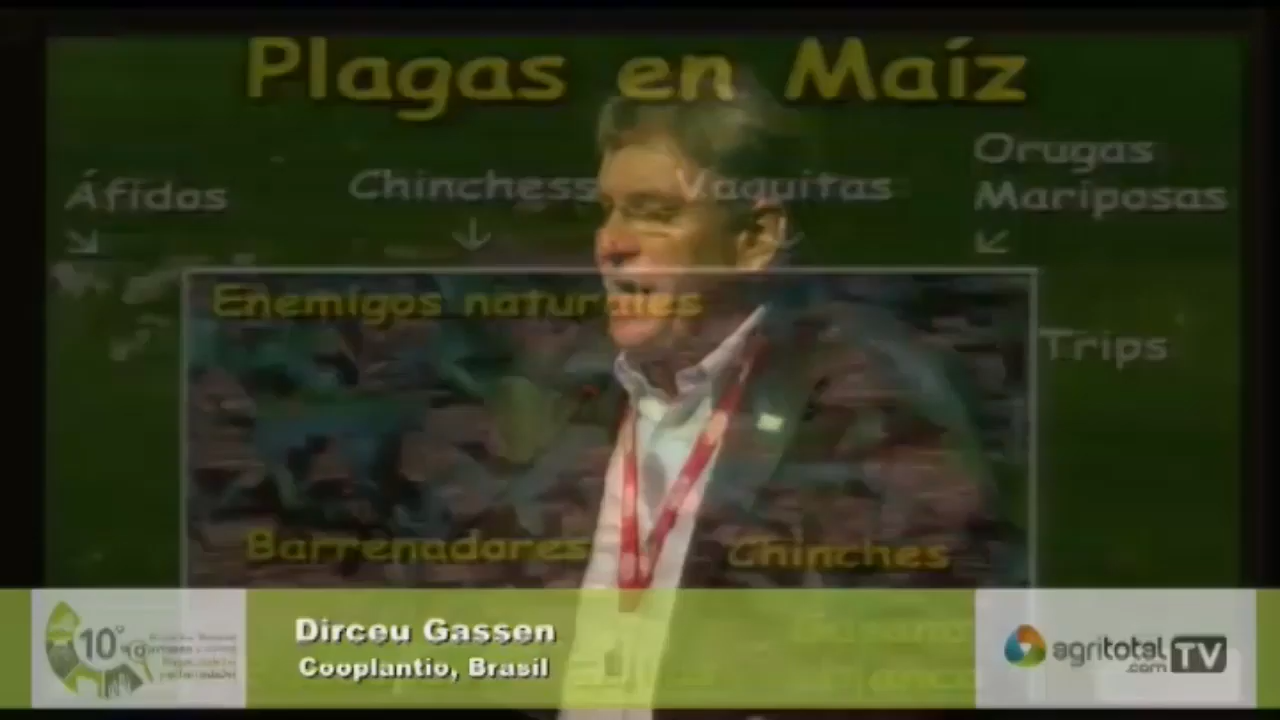 Plagas en Maíz
Orugas
Áfidos Chinchess Vaquitas Mariposas
Enemigos naturales
Trips
Barrenadores Chinches
Dirceu Gassen
Cooplantio, Brasil
10°
agritotal
.com TV